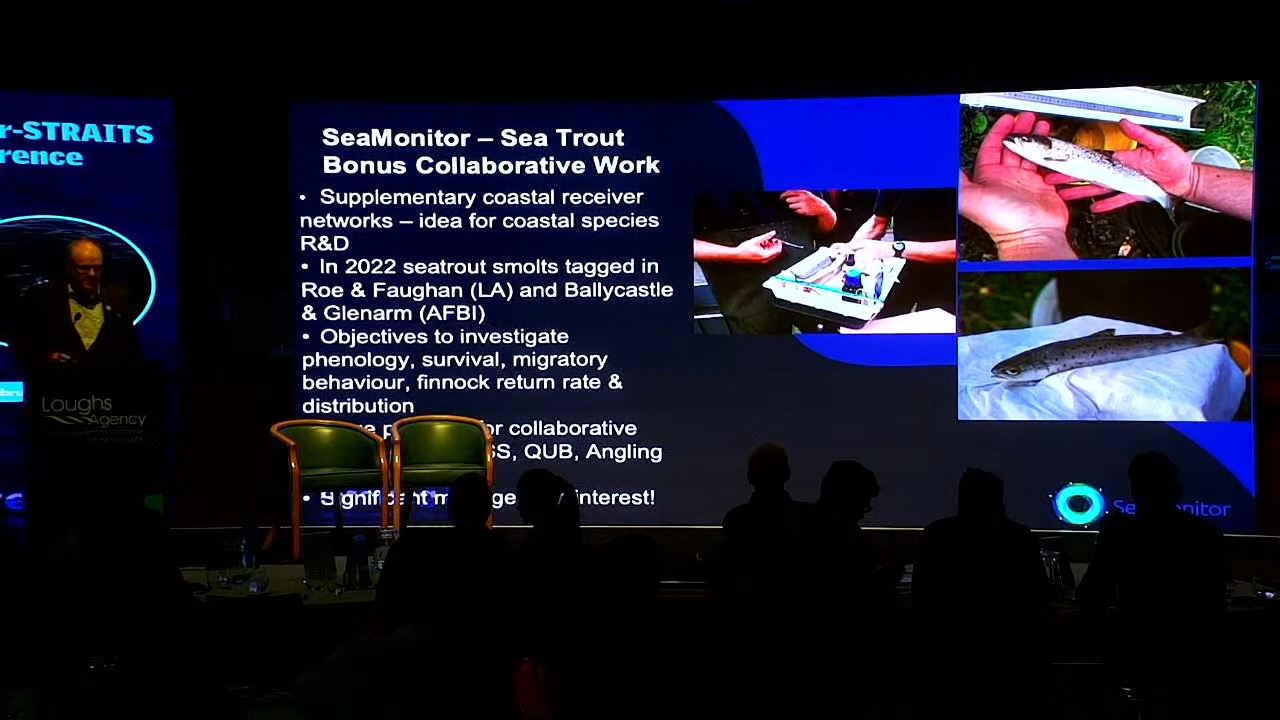 r-STRAITS
rence
SeaMonitor – Sea Trout
Bonus Collaborative Work
• Supplementary coastal receiver
networks – idea for coastal species
R&D
• In 2022 seatrout smolts tagged in
Roe & Faughan (LA) and Ballycastle
& Glenarm (AFBI)
• Objectives to investigate
phenology, survival, migratory
behaviour, finnock return rate &
distribution
collaborative
QUB, Angling
• interest!
Loughs
Agency
SeaMonitor